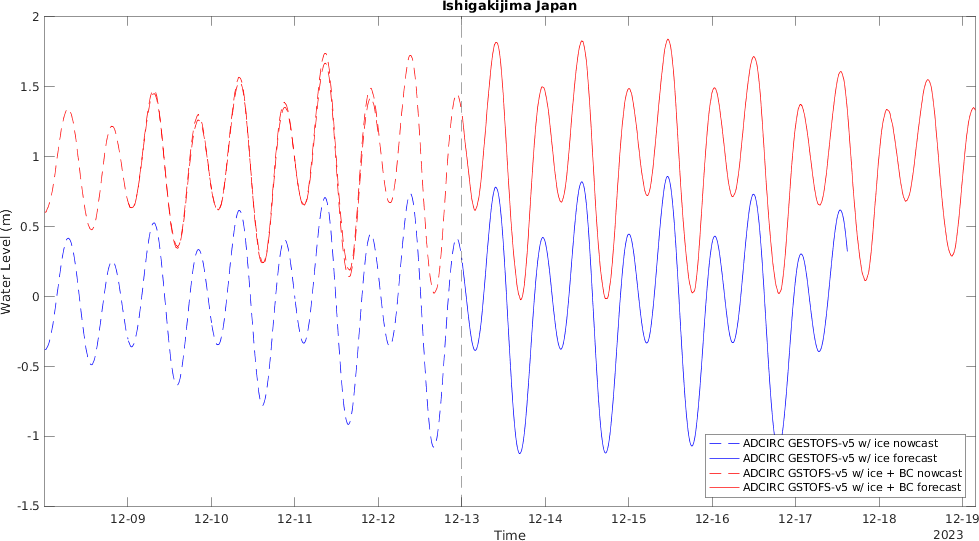 Ishigakijima Japan
2
1.5
1
0.5
0
-0.5
-1
-1.5
Water Level (m)
12-09
12-10
12-11
12-12
12-13
12-14
12-15
12-16
12-17
12-18
12-19
Time
2023
ADCIRC GESTOFS-v5 w/ ice nowcast
ADCIRC GESTOFS-v5 w/ ice forecast
ADCIRC GSTOFS-v5 w/ ice + BC nowcast
ADCIRC GSTOFS-v5 w/ ice + BC forecast